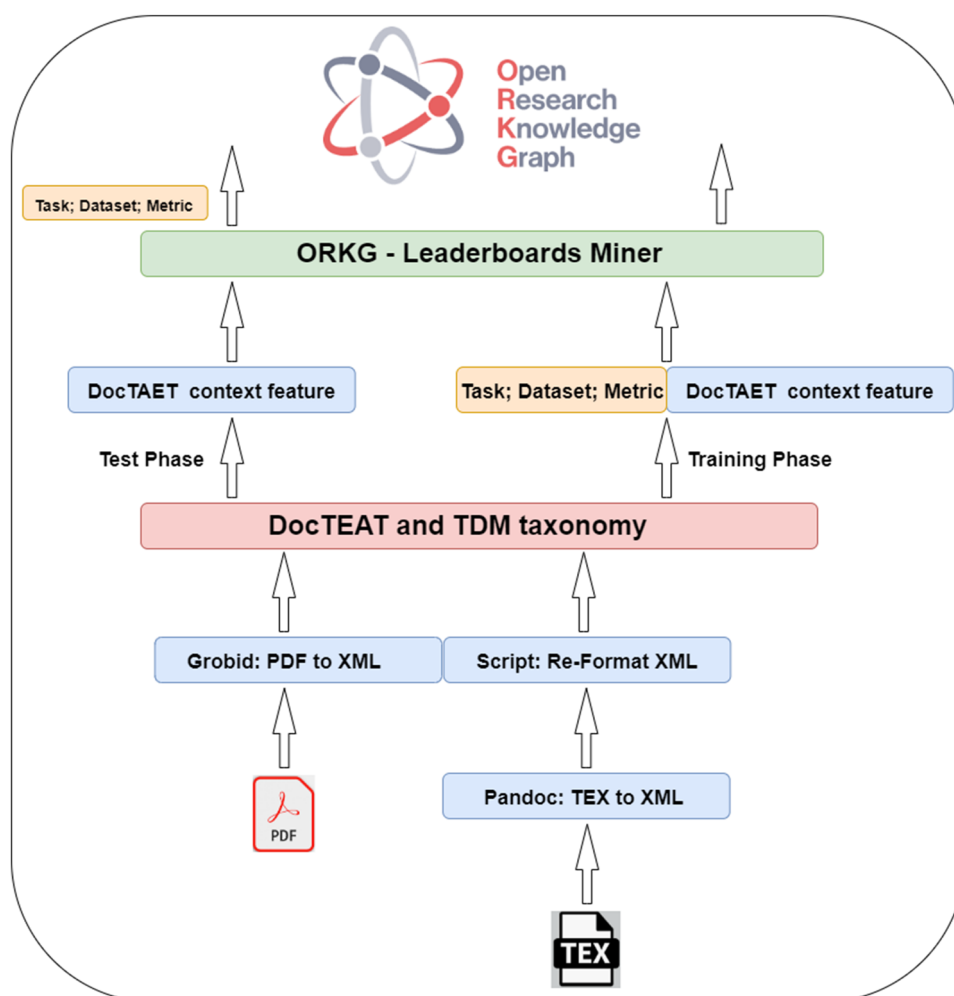 Open
Research
Knowledge
Graph
Task; Dataset; Metric
ORKG - Leaderboards Miner
DocTAET context feature
Task; Dataset; Metric
DocTAET context feature
Test Phase
Training Phase
DocTEAT and TDM taxonomy
Grobid: PDF to XML
Script: Re-Format XML
Pandoc: TEX to XML
PDF
TEX